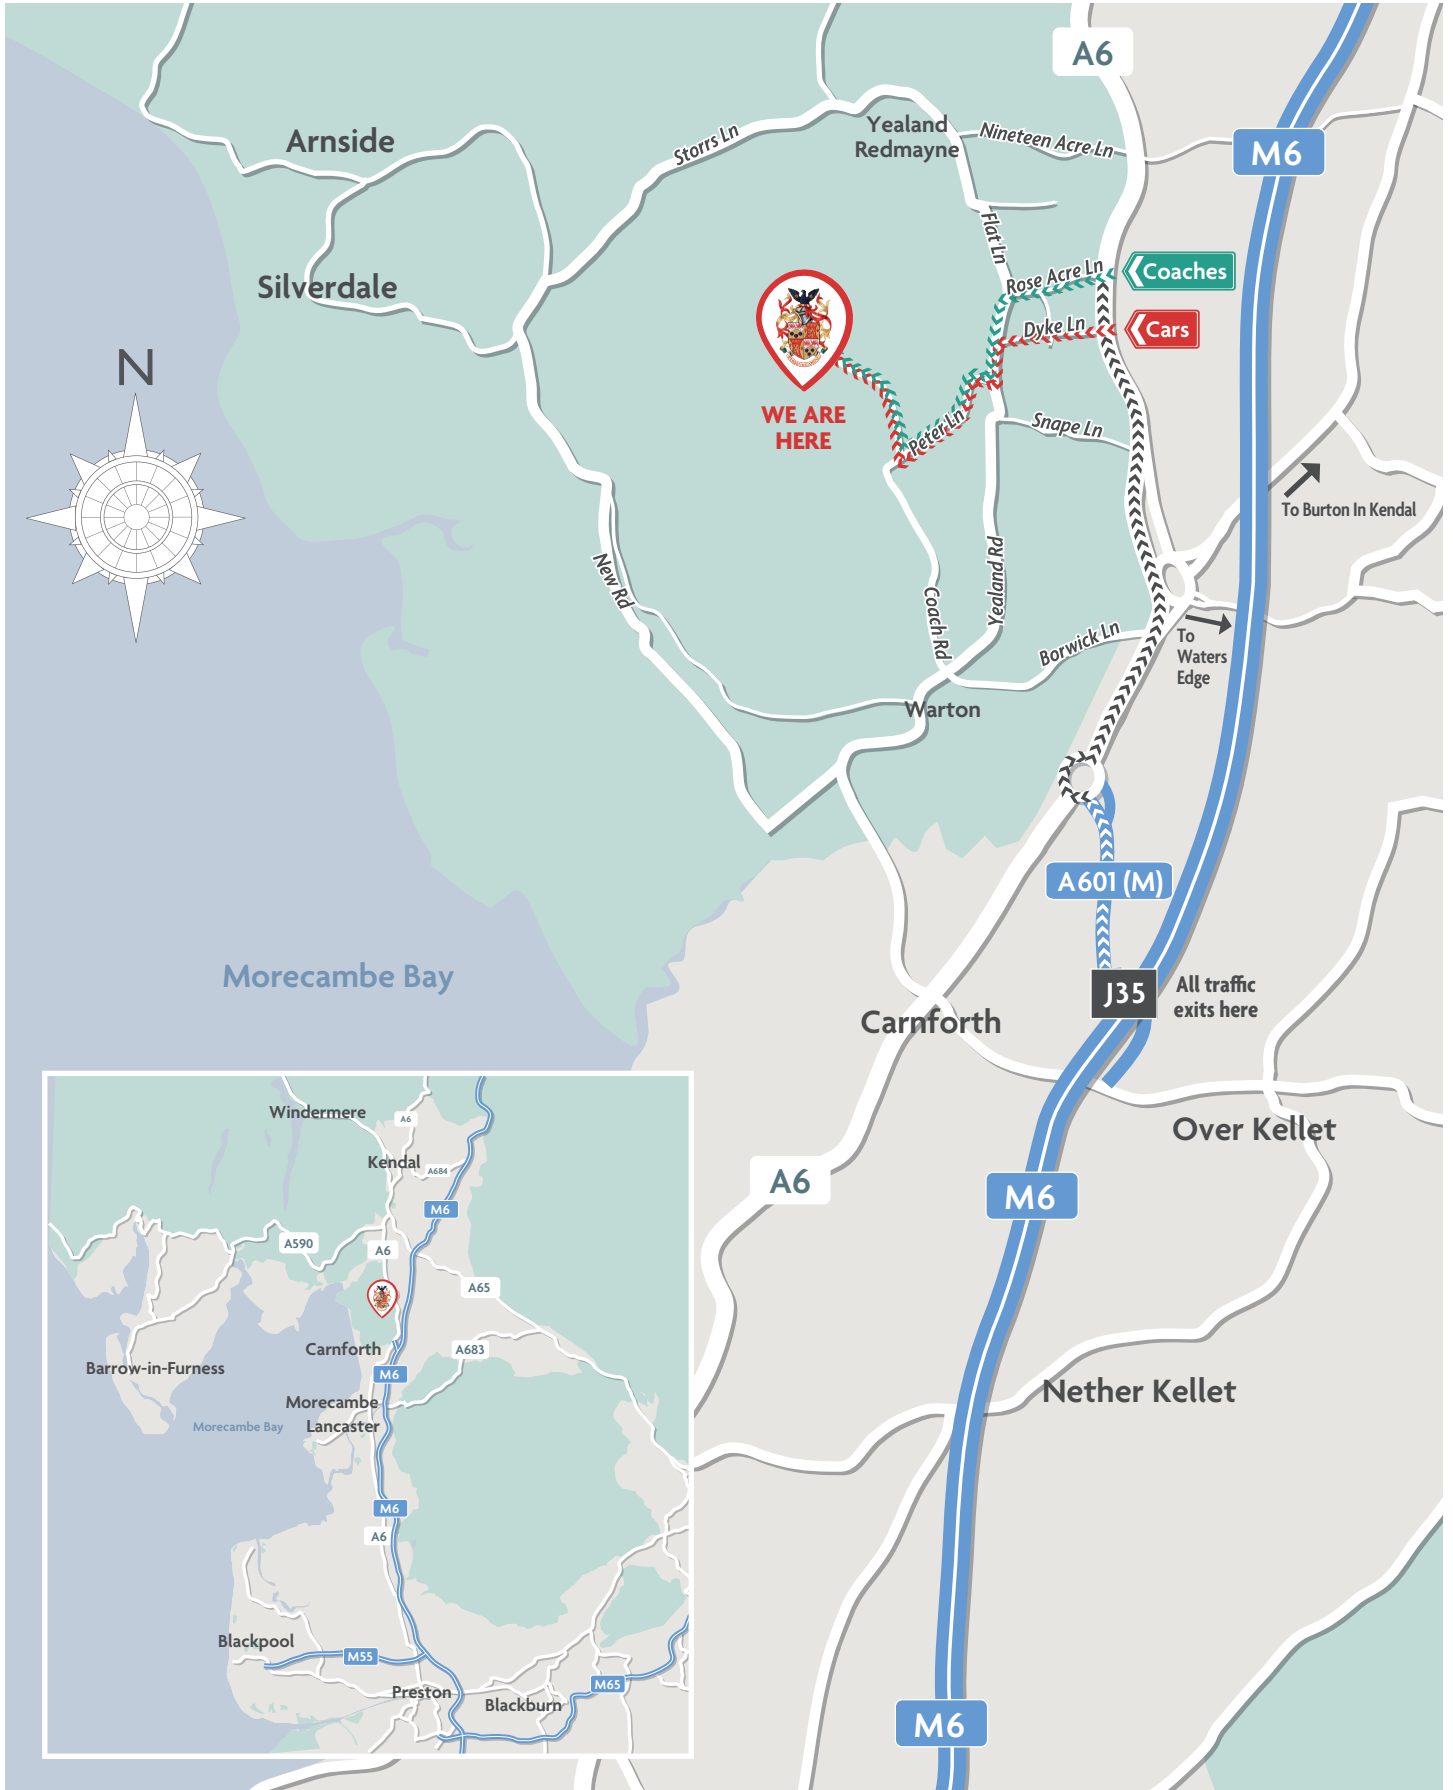 A6
Arnside
Storrs Ln
Yealand
Redmayne
Nineteen Acre Ln
M6
Flat Ln
Silverdale
Rose Acre Ln
Coaches
Dyke Ln
Cars
N
WE ARE
HERE
Peter Ln
Snape Ln
To Burton In Kendal
New Rd
Yealand Rd
Coach Rd
Borwick Ln
To
Waters
Edge
Warton
A601 (M)
Morecambe Bay
J35
All traffic
exits here
Carnforth
Over Kellet
A6
M6
Nether Kellet
M6
Windermere
A6
Kendal
A684
M6
A590
A6
A65
Carnforth
A683
Barrow-in-Furness
M6
Morecambe
Morecambe Bay
Lancaster
M6
A6
Blackpool
M55
M65
Preston
Blackburn